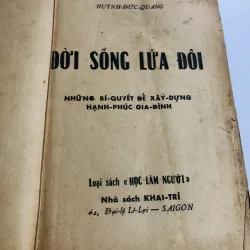 HUỲNH-ĐỨC-QUANG
ĐỜI SỐNG LỨA ĐÔI
NHỮNG BÍ-QUYẾT ĐỂ XÂY-DỰNG
HẠNH-PHÚC GIA-ĐÌNH
Loại sách «HỌC LÀM NGƯỜI»
Nhà sách KHAI-TRÍ
62, Đại-lộ Lê-Lợi — SAIGON